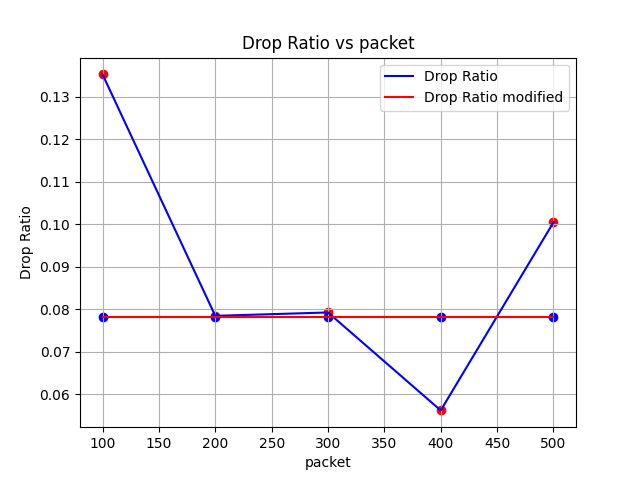 Drop Ratio vs packet
Drop Ratio
Drop Ratio modified
0.13
0.12
0.11
0.10
0.09
0.08
0.07
0.06
Drop Ratio
100 150 200 250 300 350 400 450 500
packet